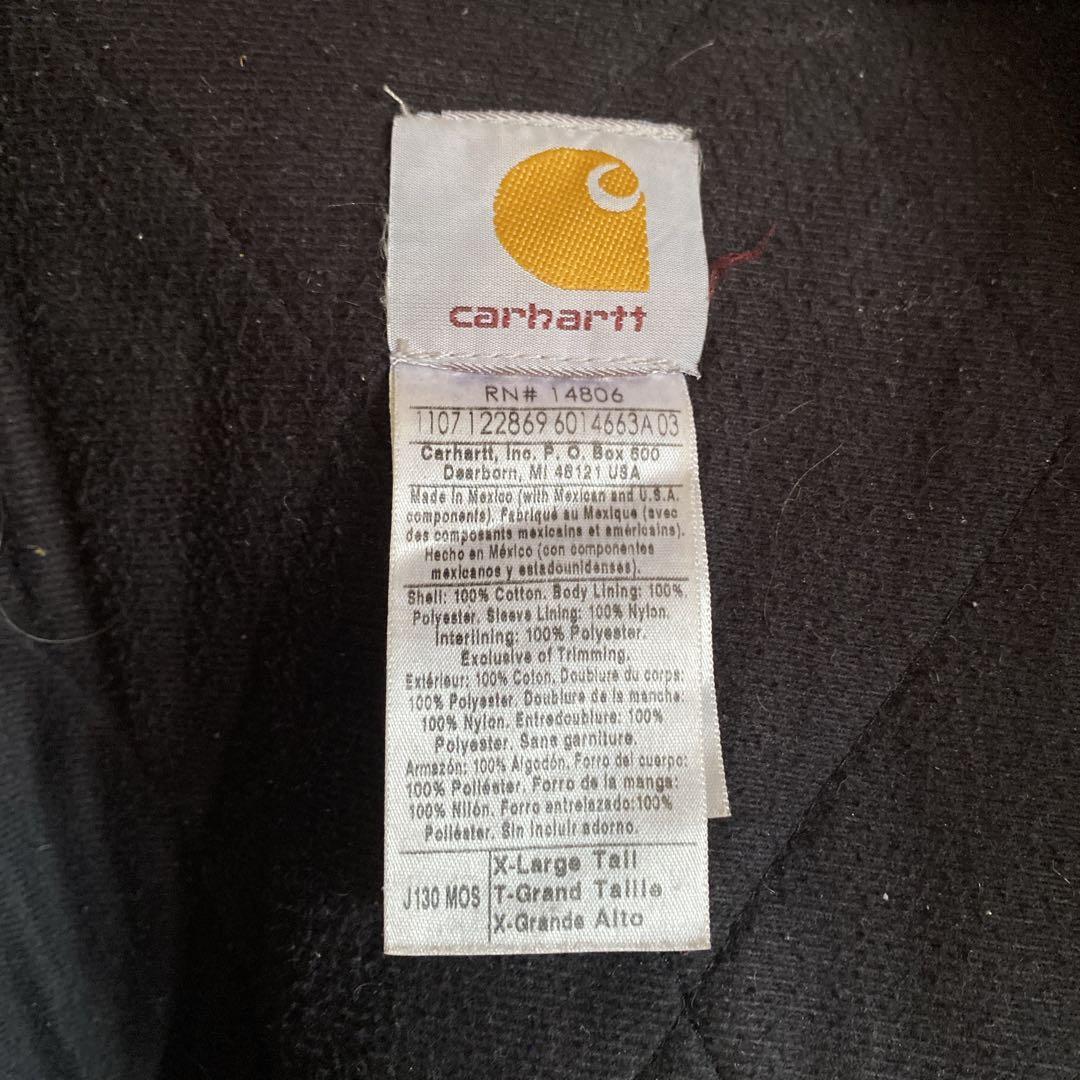 carhartt
RN# 14806
1107 122869 6014663A 03
Carhartt, Inc. P. O. Box 600
Dearborn, MI 48121 USA
Made in Mexico (with Mexican and U.S.A.
components). Fabriqué au Mexique (avec
des composants mexicains et américains).
Hecho en México (con componentes
mexicanos y estadounidenses).
Shell: 100% Cotton. Body Lining: 100%
Polyester. Sleeve Lining: 100% Nylon.
Interlining: 100% Polyester.
Exclusive of Trimming.
Extérieur: 100% Coton. Doublure du corps:
100% Polyester. Doublure de la manche:
100% Nylon. Entredoublure: 100%
Polyester. Sans garniture.
Armazón: 100% Algodón. Forro del cuerpo:
100% Poliéster. Forro de la manga:
100% Nilón. Forro entrelazado:100%
Poliéster. Sin incluir adorno.
J130 MOS
X-Large Tall
T-Grand Taille
X-Grande Alto